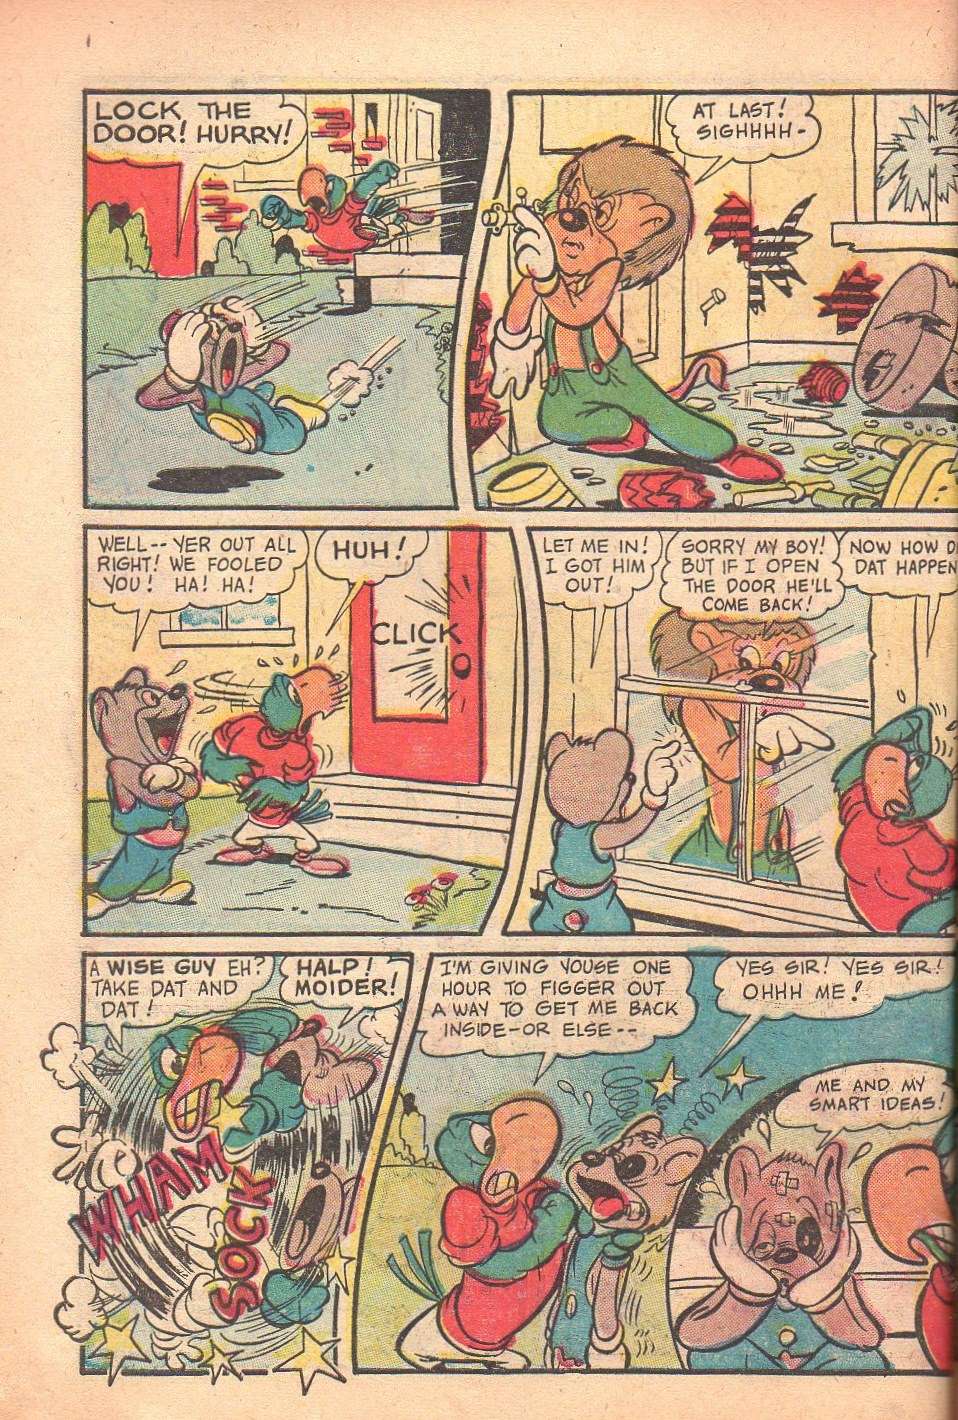 LOCK THE
DOOR! HURRY!
AT LAST!
SIGHHHH-
WELL-- YER OUT ALL
RIGHT! WE FOOLED
YOU! HA! HA!
HUH!
CLICK
LET ME IN!
I GOT HIM
OUT!
SORRY MY BOY!
BUT IF I OPEN
THE DOOR HE'LL
COME BACK!
NOW HOW D
DAT HAPPEN
A WISE GUY EH?
TAKE DAT AND
DAT!
HALP!
MOIDER!
WHAM
SOCK
I'M GIVING YOUSE ONE
HOUR TO FIGGER OUT
A WAY TO GET ME BACK
INSIDE-OR ELSE--
YES SIR! YES SIR!
OHHH ME!
ME AND MY
SMART IDEAS!